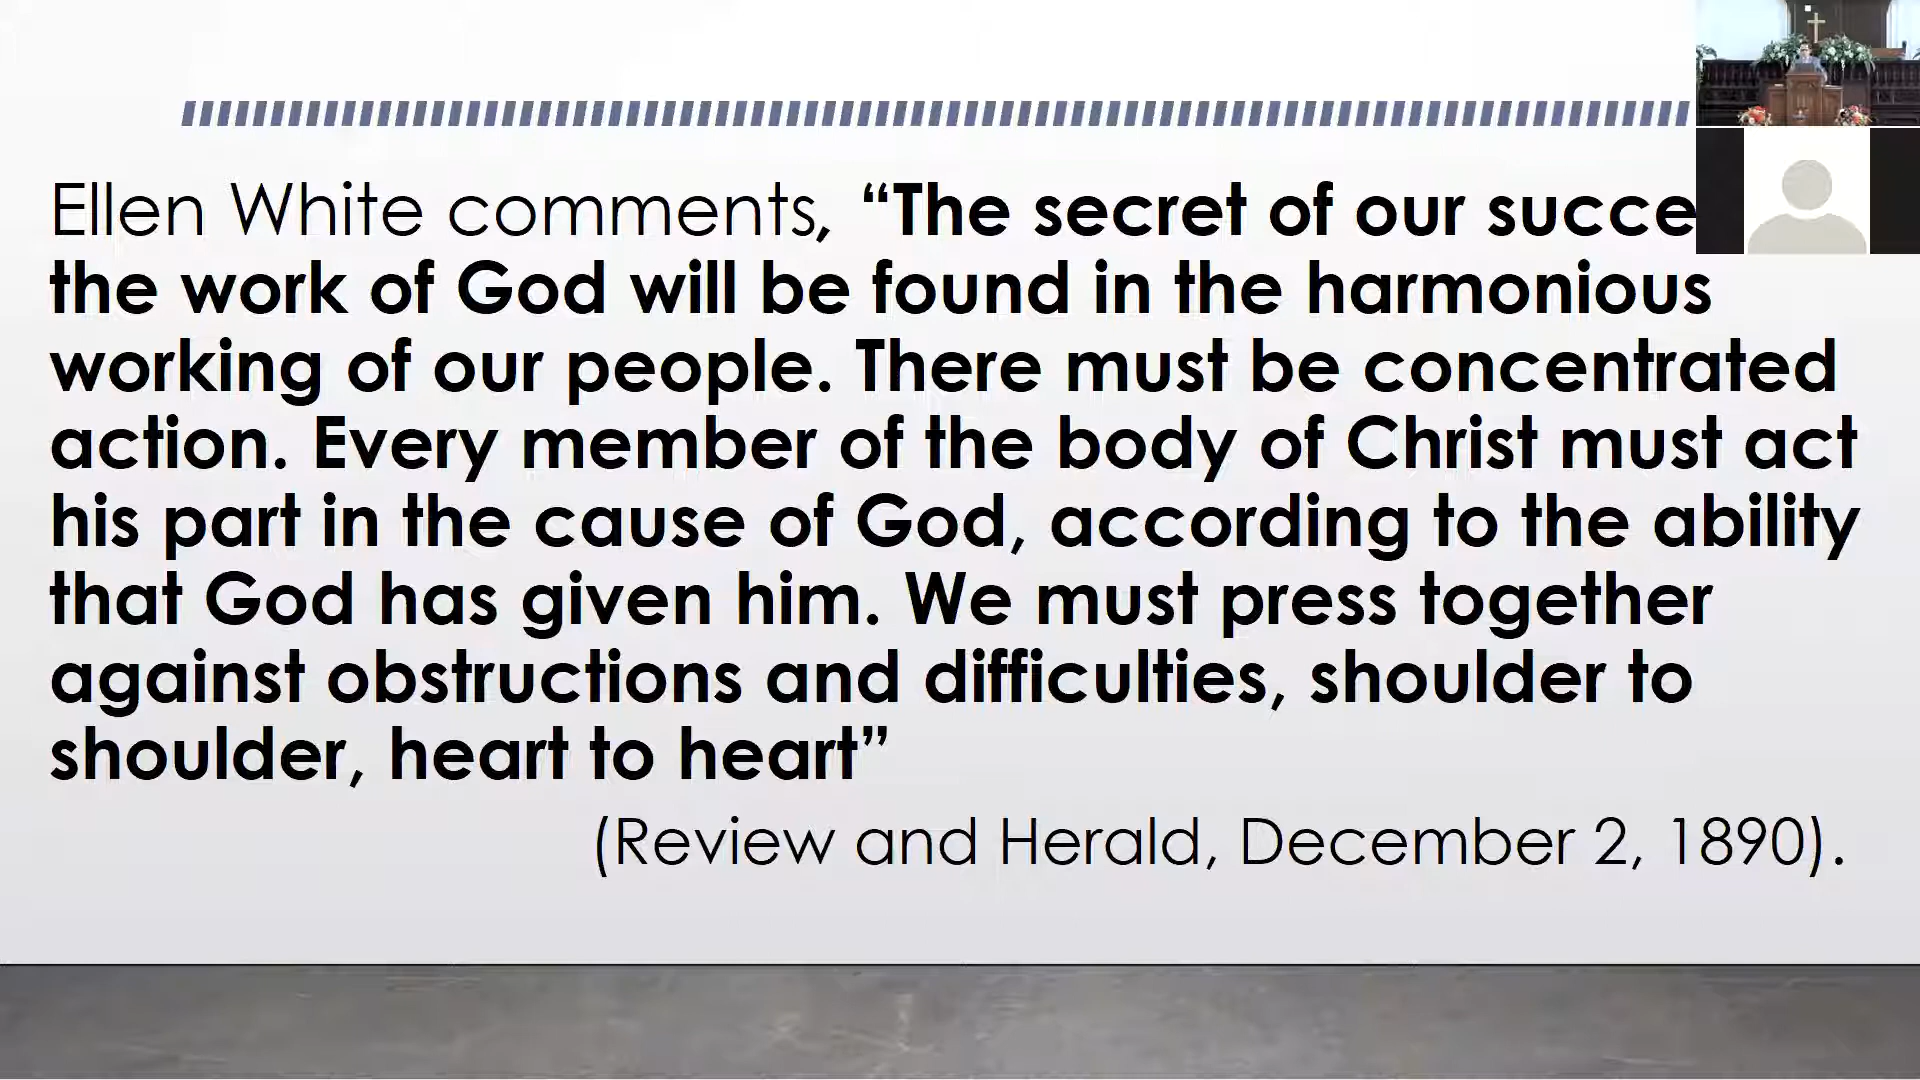 Ellen White comments, “The secret of our succe
the work of God will be found in the harmonious
working of our people. There must be concentrated
action. Every member of the body of Christ must act
his part in the cause of God, according to the ability
that God has given him. We must press together
against obstructions and difficulties, shoulder to
shoulder, heart to heart”
(Review and Herald, December 2, 1890).